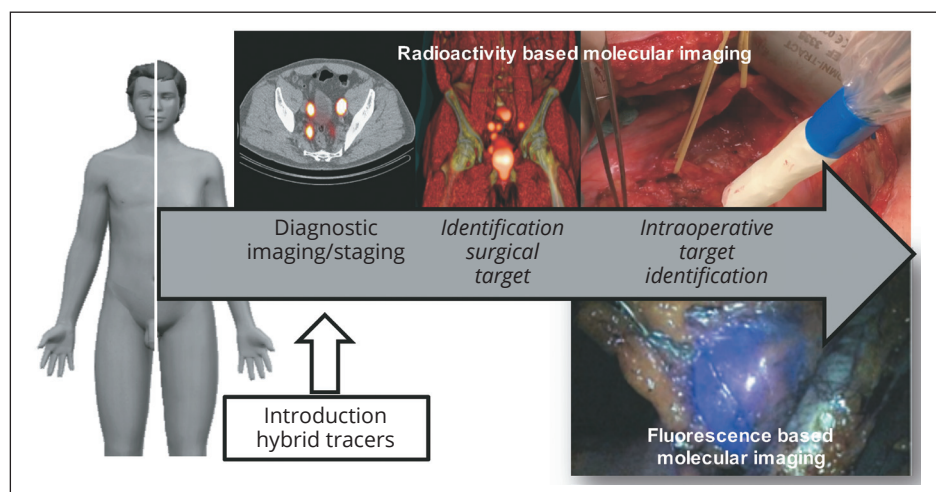 Radioactivity based molecular imaging
Diagnostic
imaging/staging
Identification
surgical
target
Intraoperative
target
identification
Introduction
hybrid tracers
Fluorescence based
molecular imaging